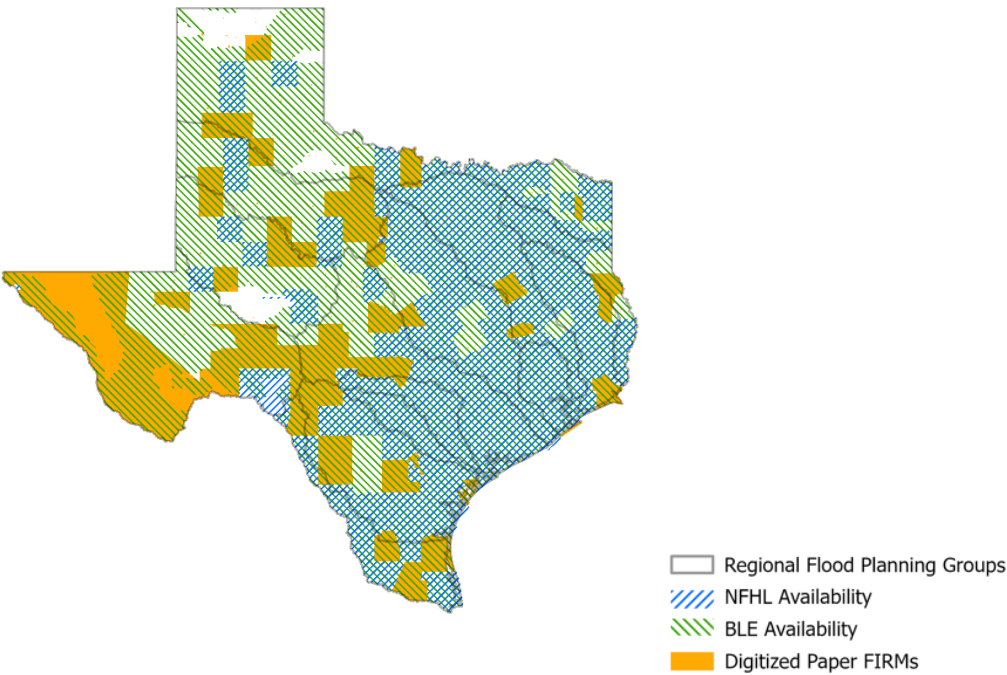 Regional Flood Planning Groups
NFHL Availability
BLE Availability
Digitized Paper FIRMs